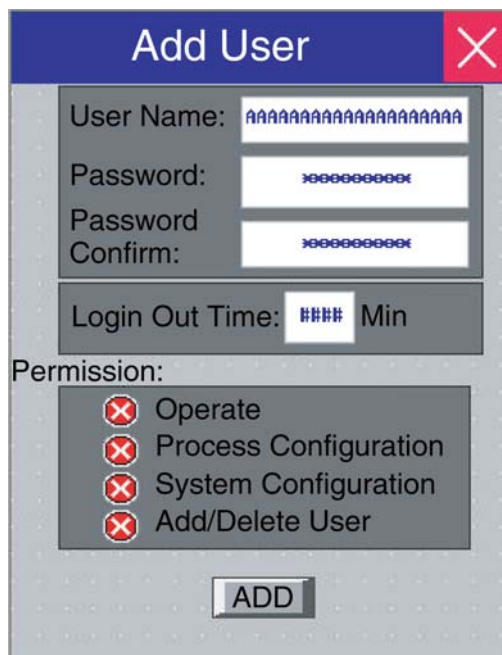 Add User
User Name: AAAAAAAAAAAAAAAAAAAA
Password: **********
Password
Confirm: **********
Login Out Time: #### Min
Permission:
Operate
Process Configuration
System Configuration
Add/Delete User
ADD